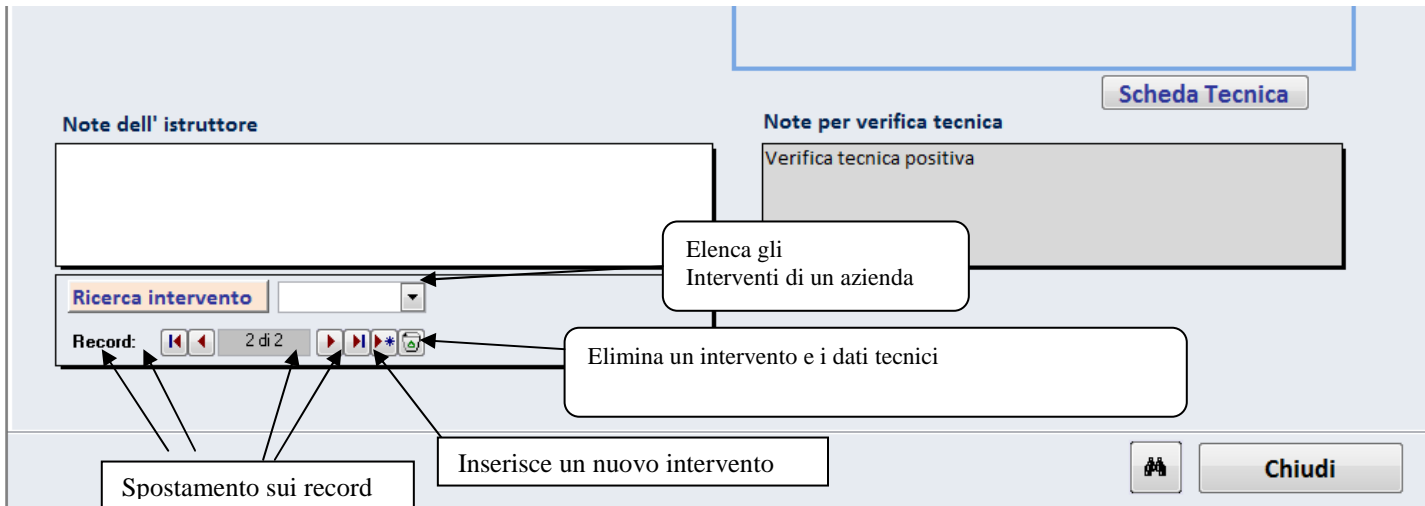 Scheda Tecnica
Note dell' istruttore
Note per verifica tecnica
Verifica tecnica positiva
Elenca gli
Interventi di un azienda
Ricerca intervento
Record:
2 di 2
Elimina un intervento e i dati tecnici
Inserisce un nuovo intervento
Spostamento sui record
Chiudi